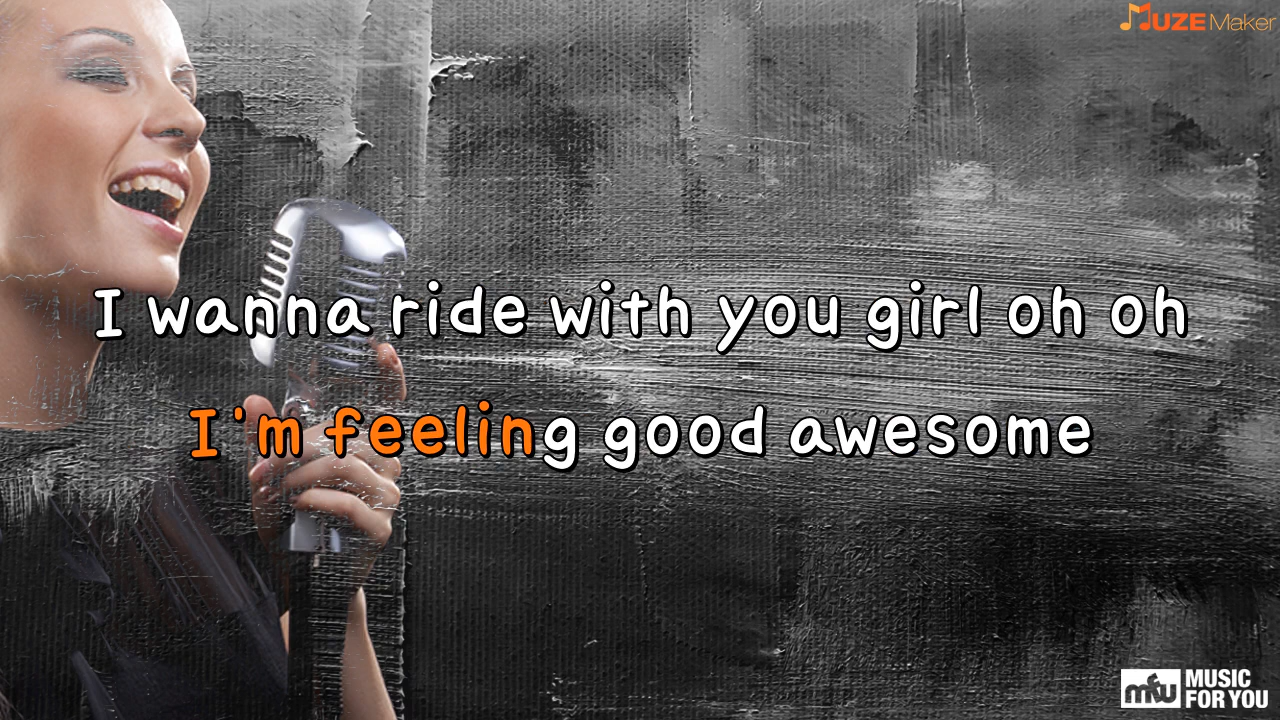 MUZE Maker
I wanna ride with you girl oh oh
I'm feeling good awesome
mfu MUSIC
FOR YOU